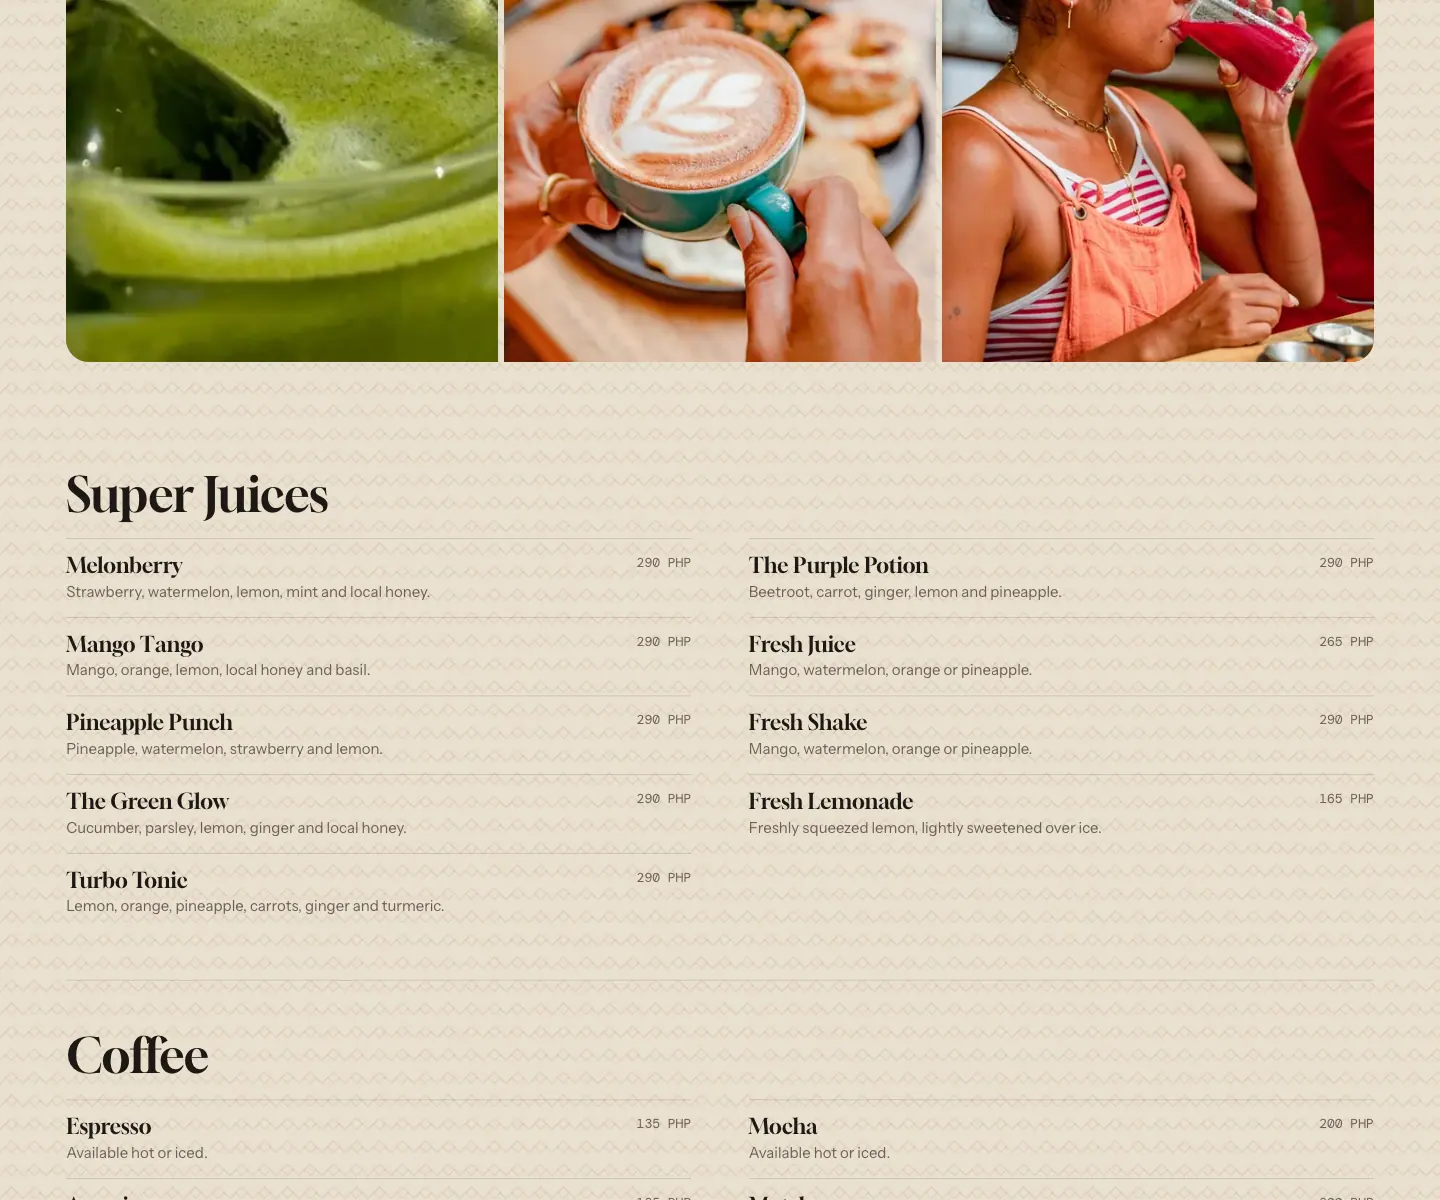 Super Juices
Melonberry
290 PHP
Strawberry, watermelon, lemon, mint and local honey.
Mango Tango
290 PHP
Mango, orange, lemon, local honey and basil.
Pineapple Punch
290 PHP
Pineapple, watermelon, strawberry and lemon.
The Green Glow
290 PHP
Cucumber, parsley, lemon, ginger and local honey.
Turbo Tonic
290 PHP
Lemon, orange, pineapple, carrots, ginger and turmeric.
The Purple Potion
290 PHP
Beetroot, carrot, ginger, lemon and pineapple.
Fresh Juice
265 PHP
Mango, watermelon, orange or pineapple.
Fresh Shake
290 PHP
Mango, watermelon, orange or pineapple.
Fresh Lemonade
165 PHP
Freshly squeezed lemon, lightly sweetened over ice.
Coffee
Espresso
135 PHP
Available hot or iced.
Mocha
200 PHP
Available hot or iced.